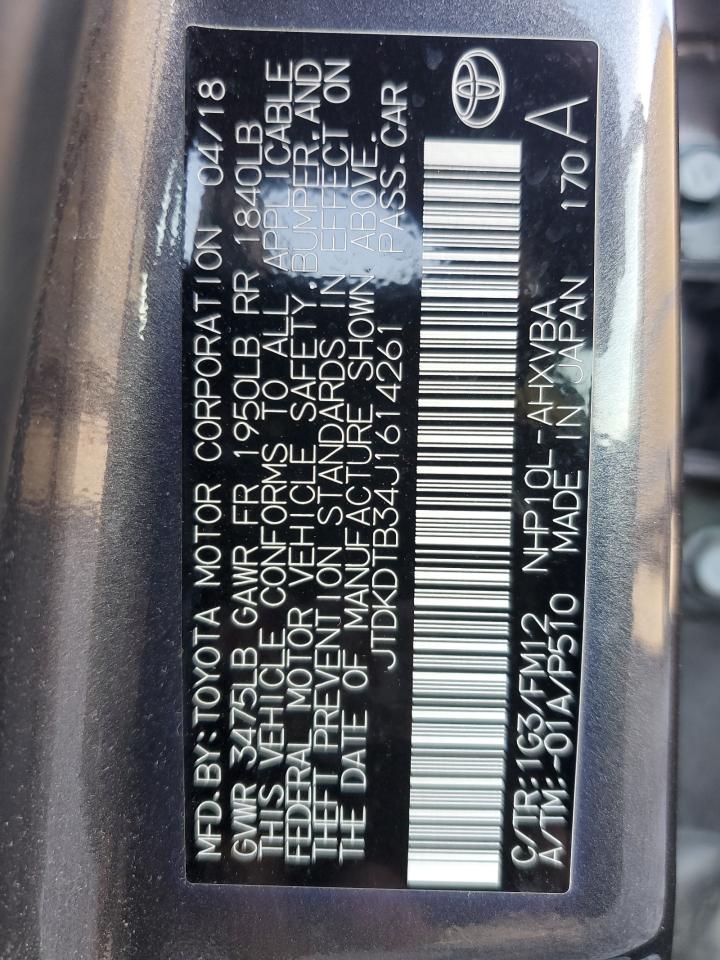 MFD. BY: TOYOTA MOTOR CORPORATION 04/18
GVWR 3475LB GAWR FR 1950LB RR 1840LB
THIS VEHICLE CONFORMS TO ALL APPLICABLE
FEDERAL MOTOR VEHICLE SAFETY, BUMPER, AND
THEFT PREVENTION STANDARDS IN EFFECT ON
THE DATE OF MANUFACTURE SHOWN ABOVE.
JTDKDTB34J1614261 PASS. CAR
C/TR: 1G3/FM12 NHP10L-AHXVBA 170 A
A/TM: -01A/P510 MADE IN JAPAN